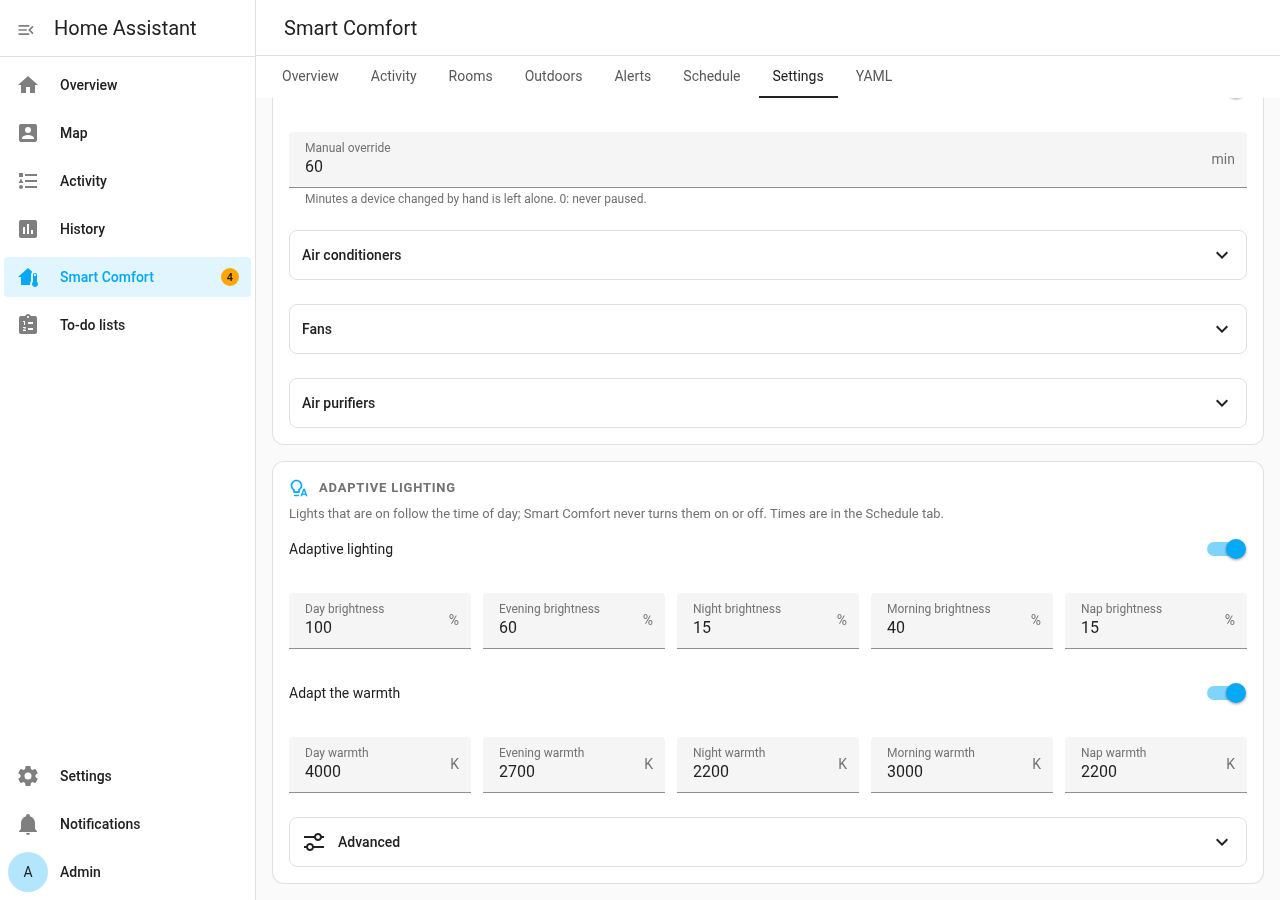 Home Assistant
Smart Comfort
Overview
Activity
Rooms
Outdoors
Alerts
Schedule
Settings
YAML
Overview
Map
Activity
History
Smart Comfort
4
To-do lists
Settings
Notifications
A
Admin
Manual override
60
min
Minutes a device changed by hand is left alone. 0: never paused.
Air conditioners
Fans
Air purifiers
A
ADAPTIVE LIGHTING
Lights that are on follow the time of day; Smart Comfort never turns them on or off. Times are in the Schedule tab.
Adaptive lighting
Day brightness
100
%
Evening brightness
60
%
Night brightness
15
%
Morning brightness
40
%
Nap brightness
15
%
Adapt the warmth
Day warmth
4000
K
Evening warmth
2700
K
Night warmth
2200
K
Morning warmth
3000
K
Nap warmth
2200
K
Advanced